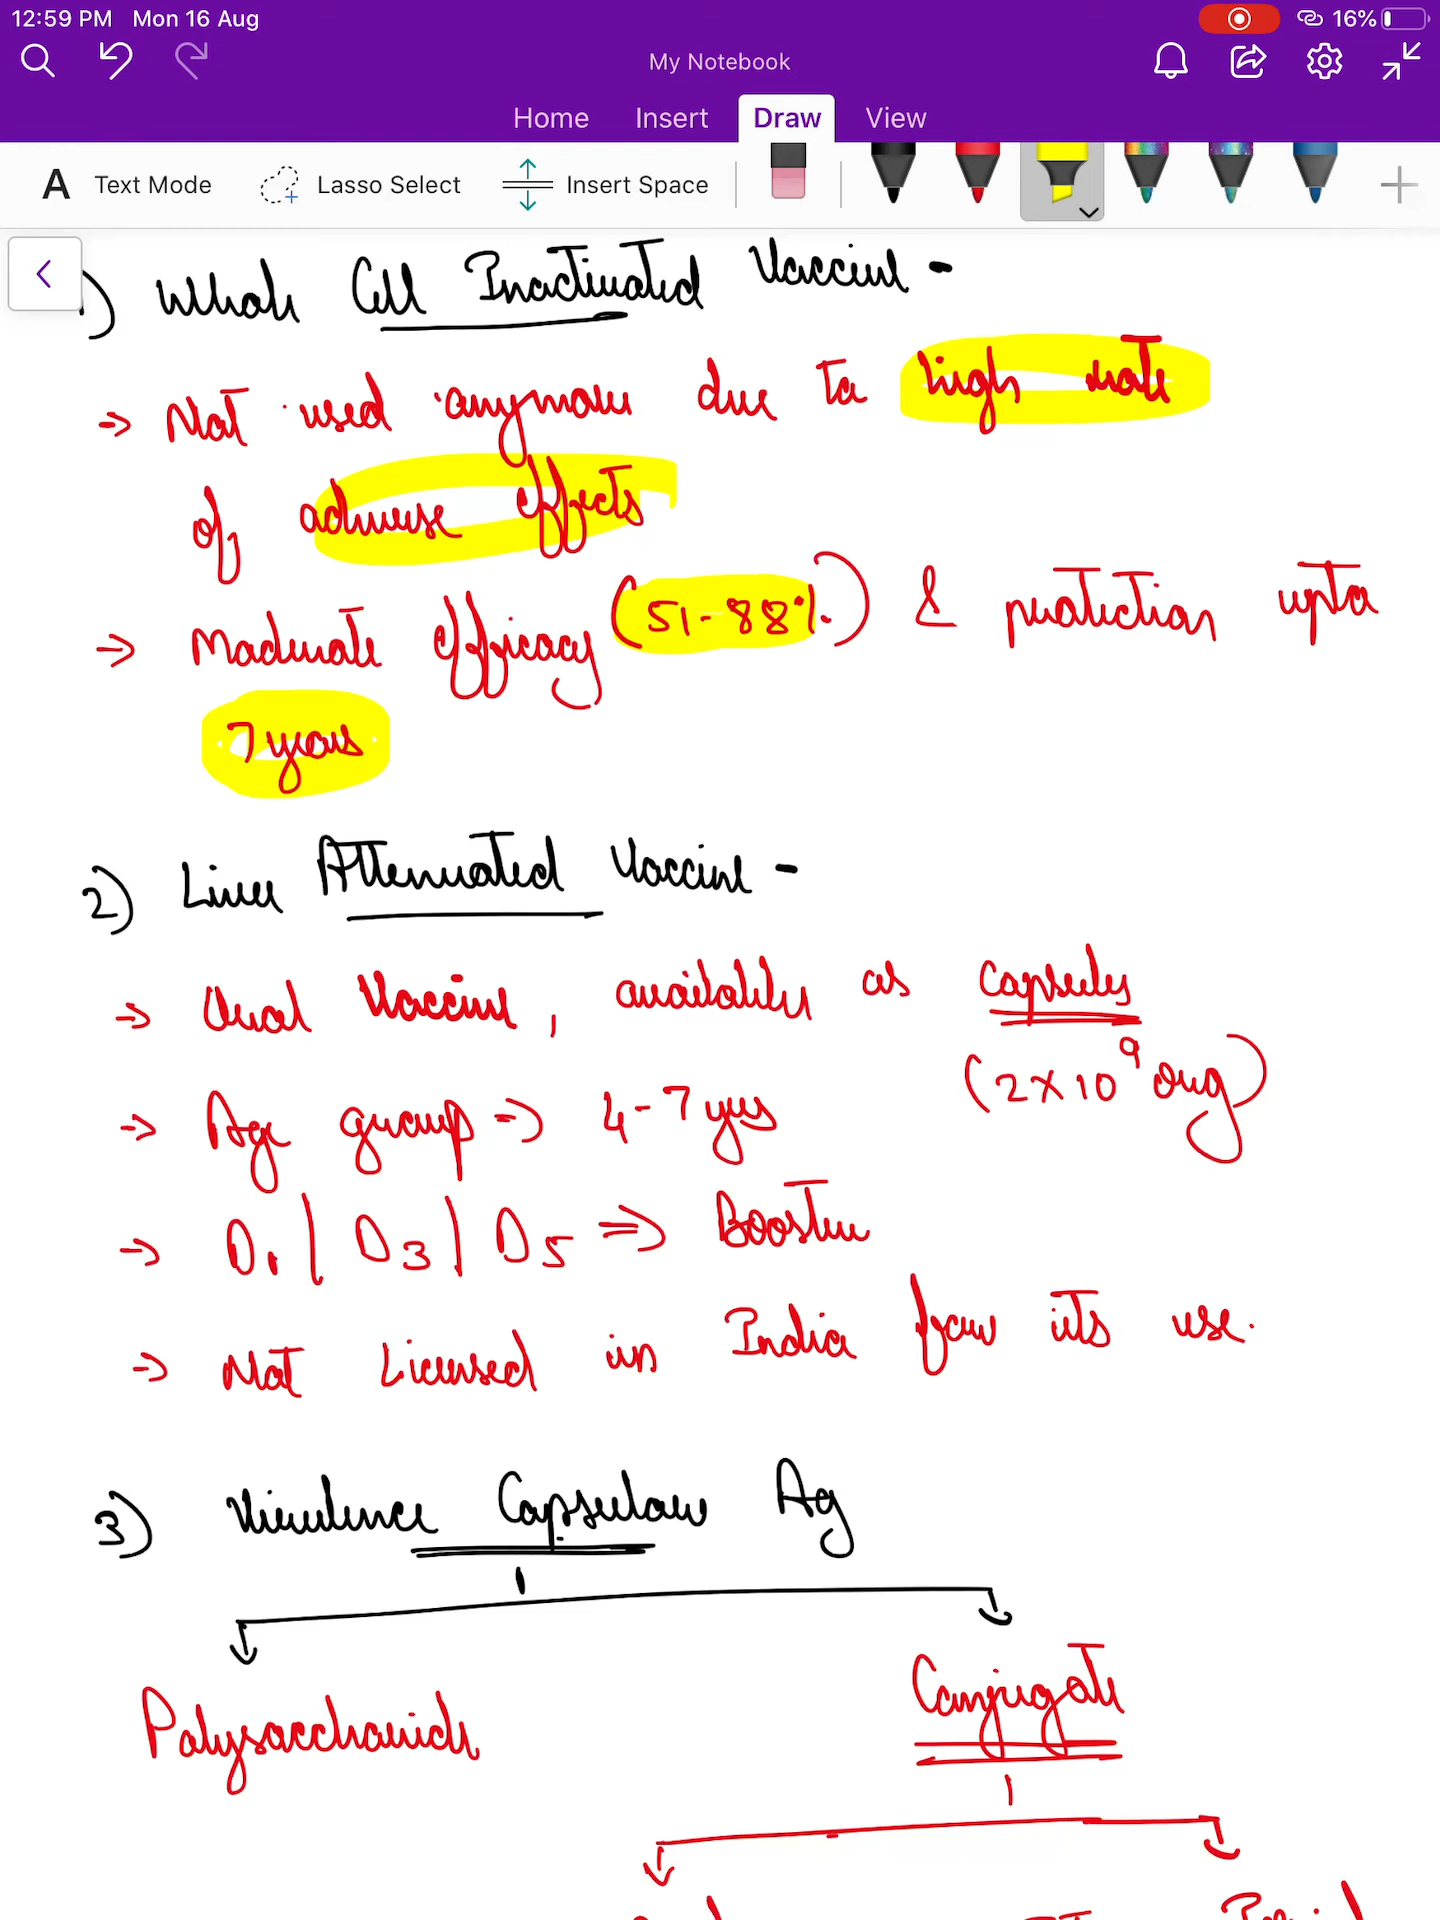 12:59 PM Mon 16 Aug 16%
My Notebook
Home Insert Draw View
A Text Mode Lasso Select Insert Space
1) Whole Cell Inactivated Vaccine -
→ Not used anymore due to high rate
of adverse effects
→ Moderate efficacy (51-88%) & protection upto
7 years
2) Live Attenuated Vaccine -
→ Oral Vaccine, available as capsules
(2 x 10⁹ org)
→ Age group → 4-7 yrs
→ D1 | D3 | D5 ⇒ Booster
→ Not Licensed in India for its use.
3) Virulence Capsular Ag
Polysaccharide Conjugate